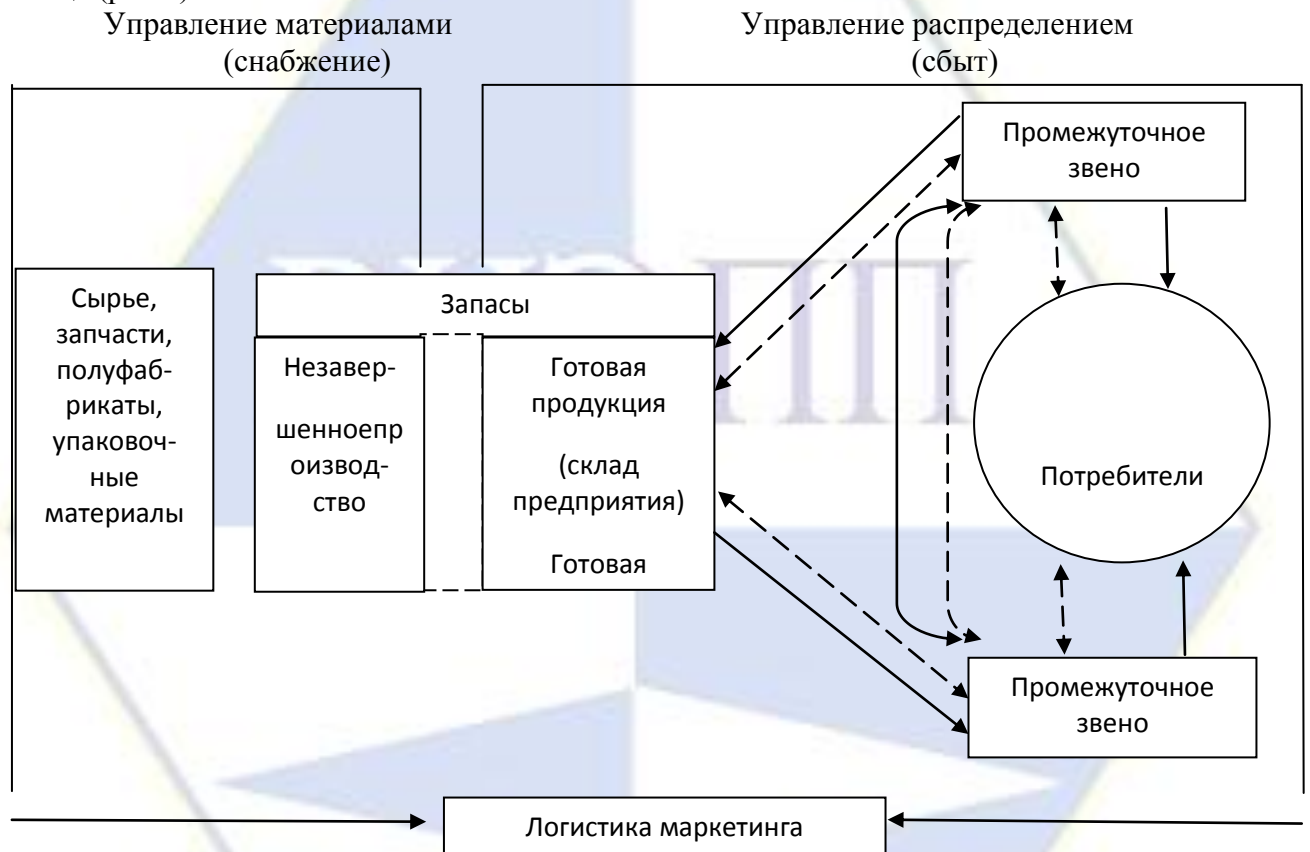 Управление материалами
(снабжение)
Управление распределением
(сбыт)
Промежуточное
звено
Сырье,
запчасти,
полуфаб-
рикаты,
упаковоч-
ные
материалы
Запасы
Незавер-
шенноепр
оизвод-
ство
Готовая
продукция
(склад
предприятия)
Готовая
Потребители
Промежуточное
звено
Логистика маркетинга